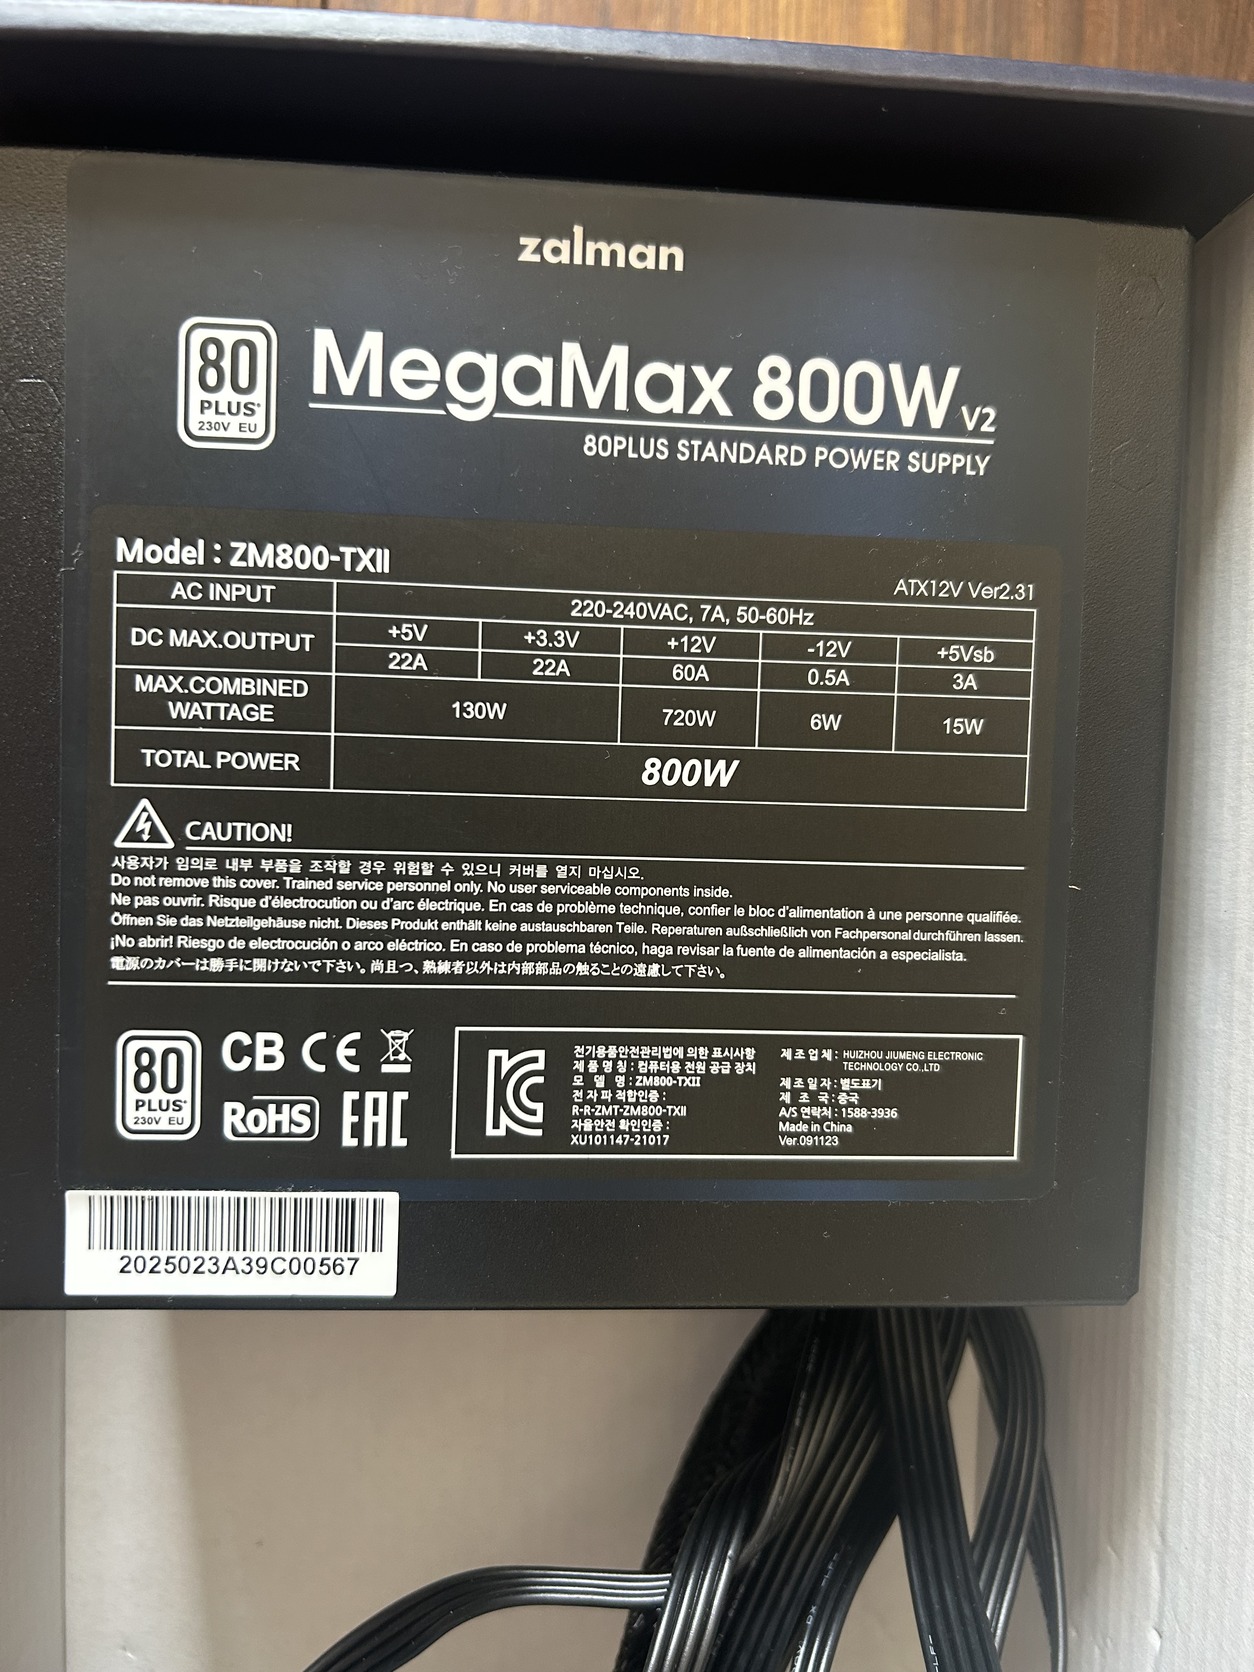 zalman
80
PLUS
230V EU
MegaMax 800W V2
80PLUS STANDARD POWER SUPPLY
Model : ZM800-TXII
ATX12V Ver2.31
AC INPUT
220-240VAC, 7A, 50-60Hz
DC MAX.OUTPUT
+5V +3.3V +12V -12V +5Vsb
22A 22A 60A 0.5A 3A
MAX.COMBINED
WATTAGE
130W 720W 6W 15W
TOTAL POWER
800W
CAUTION!
사용자가 임의로 내부 부품을 조작할 경우 위험할 수 있으니 커버를 열지 마십시오.
Do not remove this cover. Trained service personnel only. No user serviceable components inside.
Ne pas ouvrir. Risque d'électrocution ou d'arc électrique. En cas de problème technique, confier le bloc d'alimentation à une personne qualifiée.
Öffnen Sie das Netzteilgehäuse nicht. Dieses Produkt enthält keine austauschbaren Teile. Reperaturen außschließlich von Fachpersonal durchführen lassen.
¡No abrir! Riesgo de electrocución o arco eléctrico. En caso de problema técnico, haga revisar la fuente de alimentación a especialista.
電源のカバーは勝手に開けないで下さい。尚且つ、熟練者以外は内部部品の触ることの遠慮して下さい。
80
PLUS
230V EU
CB CE
RoHS EAC
전기용품안전관리법에 의한 표시사항
제 품 명 칭 : 컴퓨터용 전원 공급 장치
모 델 명 : ZM800-TXII
전 자 파 적합인증 :
R-R-ZMT-ZM800-TXII
자율안전 확인인증 :
XU101147-21017
제 조 업 체 : HUIZHOU JIUMENG ELECTRONIC
TECHNOLOGY CO.,LTD
제 조 일 자 : 별도표기
제 조 국 : 중국
A/S 연락처 : 1588-3936
Made in China
Ver.091123
2025023A39C00567